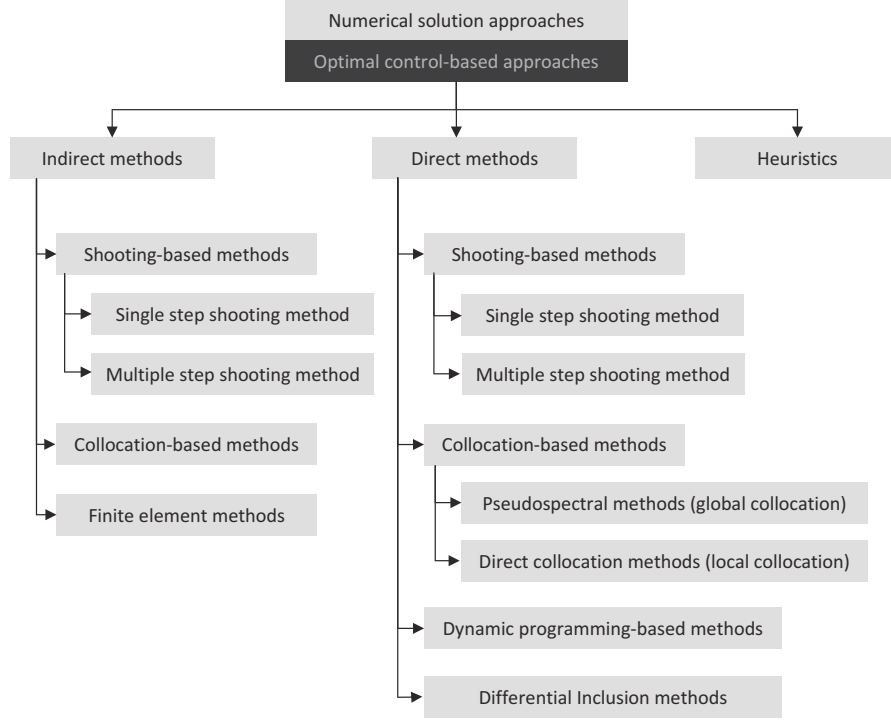 Numerical solution approaches
Optimal control-based approaches
Indirect methods
Direct methods
Heuristics
Shooting-based methods
Single step shooting method
Multiple step shooting method
Collocation-based methods
Finite element methods
Shooting-based methods
Single step shooting method
Multiple step shooting method
Collocation-based methods
Pseudospectral methods (global collocation)
Direct collocation methods (local collocation)
Dynamic programming-based methods
Differential Inclusion methods